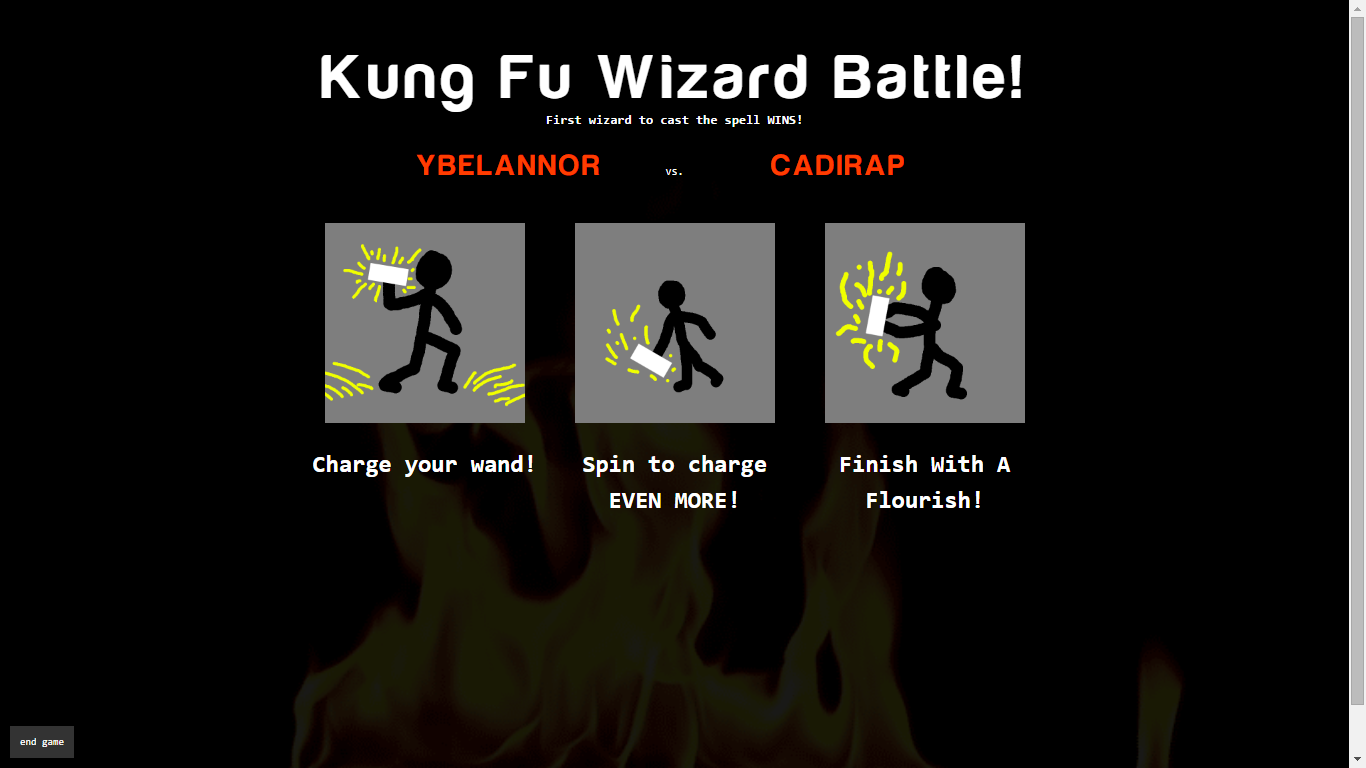 Kung Fu Wizard Battle!
First wizard to cast the spell WINS!
YBELANNOR vs. CADIRAP
Charge your wand!
Spin to charge
EVEN MORE!
Finish With A
Flourish!
end game